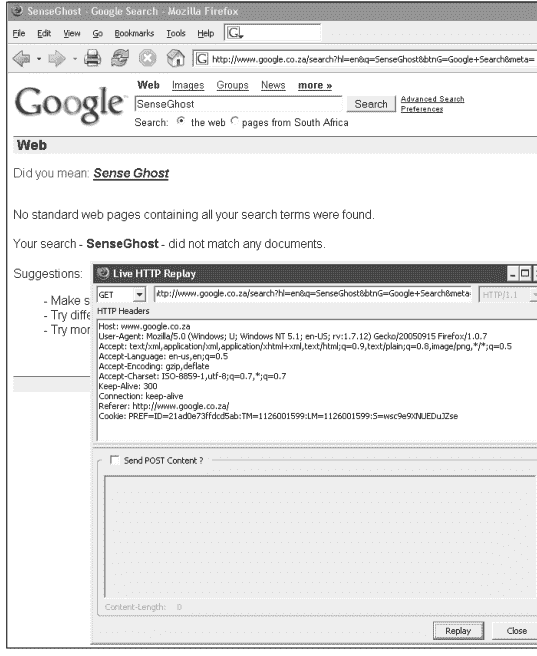 SenseGhost - Google Search - Mozilla Firefox
File Edit View Go Bookmarks Tools Help G
G http://www.google.co.za/search?hl=en&q=SenseGhost&btnG=Google+Search&meta=
Web Images Groups News more »
Google
SenseGhost Search Advanced Search
Preferences
Search: the web pages from South Africa
Web
Did you mean: Sense Ghost
No standard web pages containing all your search terms were found.
Your search - SenseGhost - did not match any documents.
Suggestions:
- Make s
- Try diffe
- Try mor
Live HTTP Replay
GET ttp://www.google.co.za/search?hl=en&q=SenseGhost&btnG=Google+Search&meta= HTTP/1.1
HTTP Headers
Host: www.google.co.za
User-Agent: Mozilla/5.0 (Windows; U; Windows NT 5.1; en-US; rv:1.7.12) Gecko/20050915 Firefox/1.0.7
Accept: text/xml,application/xml,application/xhtml+xml,text/html;q=0.9,text/plain;q=0.8,image/png,*/*;q=0.5
Accept-Language: en-us,en;q=0.5
Accept-Encoding: gzip,deflate
Accept-Charset: ISO-8859-1,utf-8;q=0.7,*;q=0.7
Keep-Alive: 300
Connection: keep-alive
Referer: http://www.google.co.za/
Cookie: PREF=ID=21ad0e73ffdcd5ab:TM=1126001599:LM=1126001599:S=wsc9e9XNUEDuJZse
Send POST Content ?
Content-Length: 0
Replay Close